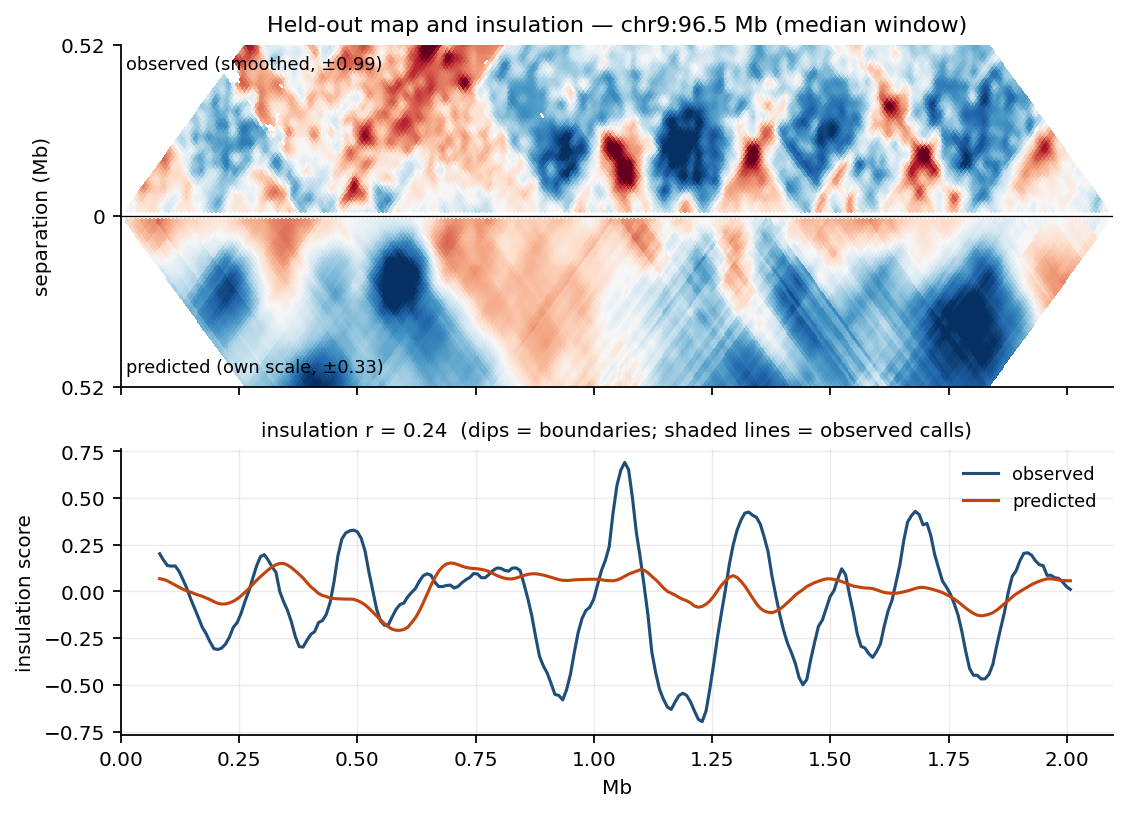 Held-out map and insulation — chr9:96.5 Mb (median window)
0.52
observed (smoothed, ±0.99)
separation (Mb)
0
predicted (own scale, ±0.33)
0.52
insulation r = 0.24  (dips = boundaries; shaded lines = observed calls)
0.75
0.50
0.25
0.00
−0.25
−0.50
−0.75
insulation score
observed
predicted
0.00 0.25 0.50 0.75 1.00 1.25 1.50 1.75 2.00
Mb